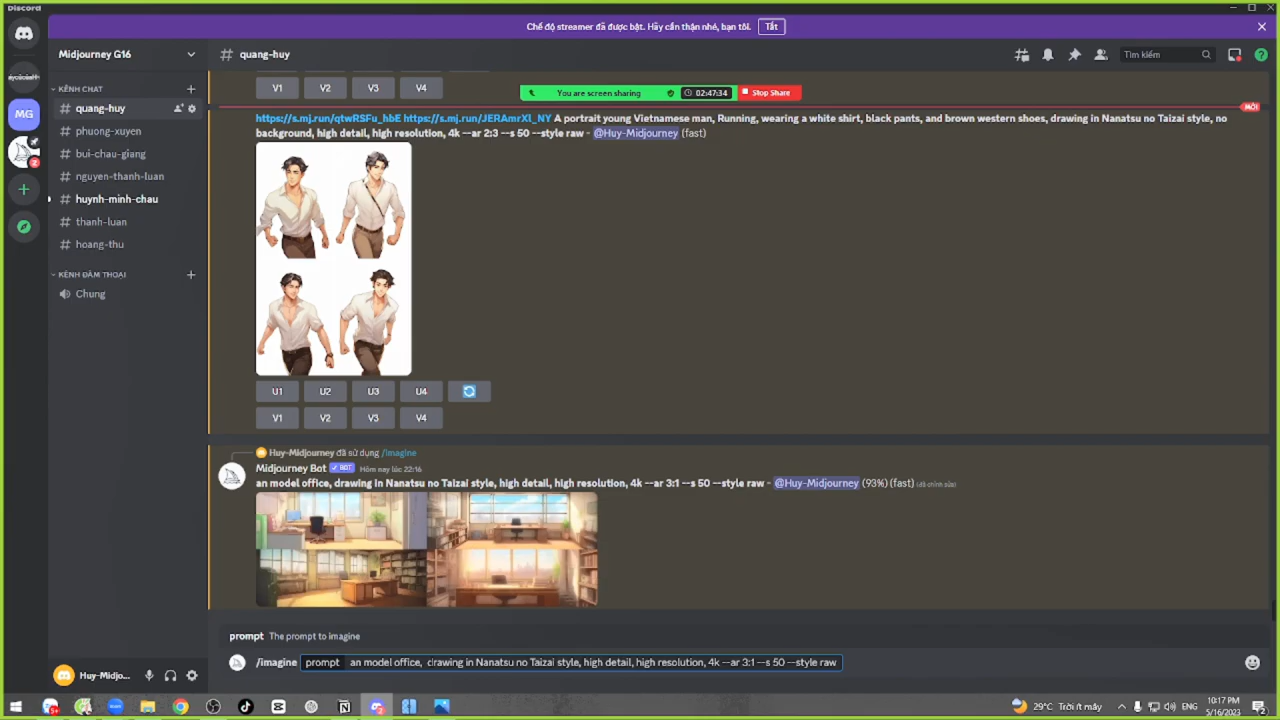 Discord
Chế độ streamer đã được bật. Hãy cẩn thận nhé, bạn tôi.
Tắt
Midjourney G16
quang-huy
Tìm kiếm
KÊNH CHAT
quang-huy
phuong-xuyen
bui-chau-giang
nguyen-thanh-luan
huynh-minh-chau
thanh-luan
hoang-thu
KÊNH ĐÀM THOẠI
Chung
MG
2
V1 V2 V3 V4
You are screen sharing
02:47:34
Stop Share
MỚI
https://s.mj.run/qtwRSFu_hbE https://s.mj.run/JERAmrXl_NY A portrait young Vietnamese man, Running, wearing a white shirt, black pants, and brown western shoes, drawing in Nanatsu no Taizai style, no
background, high detail, high resolution, 4k --ar 2:3 --s 50 --style raw - @Huy-Midjourney (fast)
U1 U2 U3 U4
V1 V2 V3 V4
Huy-Midjourney đã sử dụng /imagine
Midjourney Bot ✓ BOT Hôm nay lúc 22:16
an model office, drawing in Nanatsu no Taizai style, high detail, high resolution, 4k --ar 3:1 --s 50 --style raw - @Huy-Midjourney (93%) (fast) (đã chỉnh sửa)
prompt The prompt to imagine
/imagine prompt an model office, drawing in Nanatsu no Taizai style, high detail, high resolution, 4k --ar 3:1 --s 50 --style raw
Huy-Midjo...
29°C Trời ít mây
ENG
10:17 PM
5/16/2023